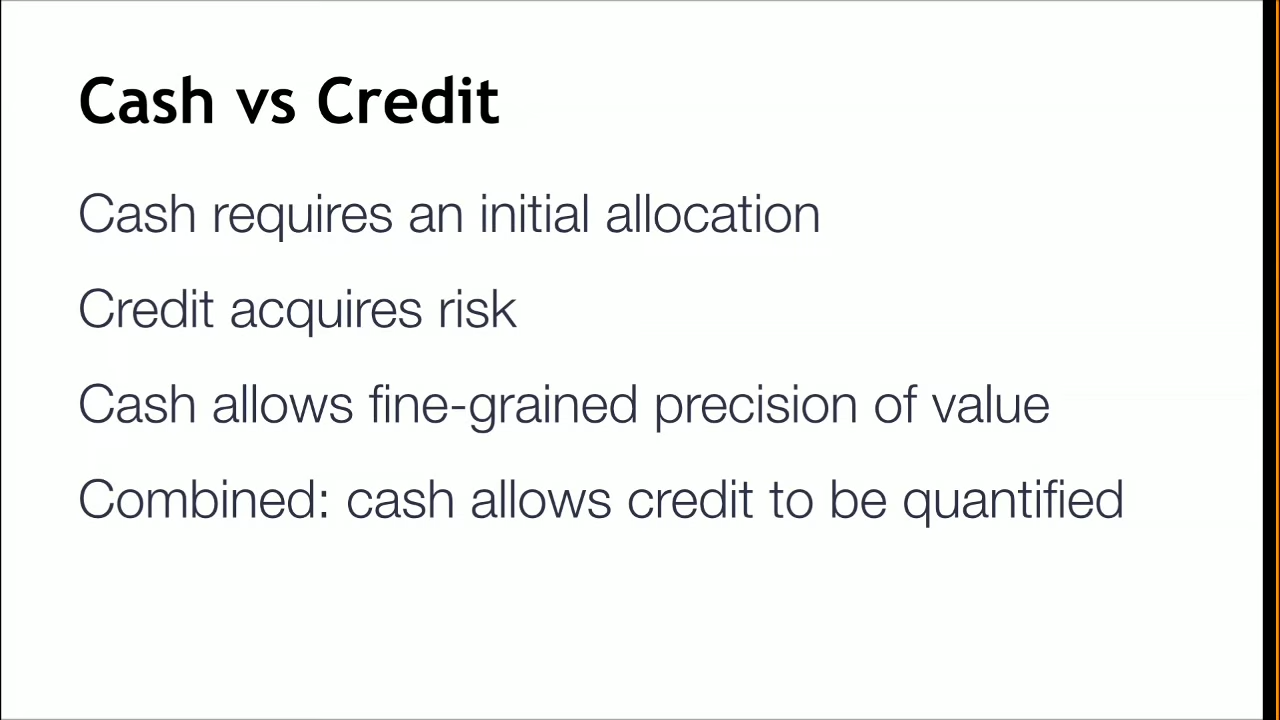 Cash vs Credit
Cash requires an initial allocation
Credit acquires risk
Cash allows fine-grained precision of value
Combined: cash allows credit to be quantified